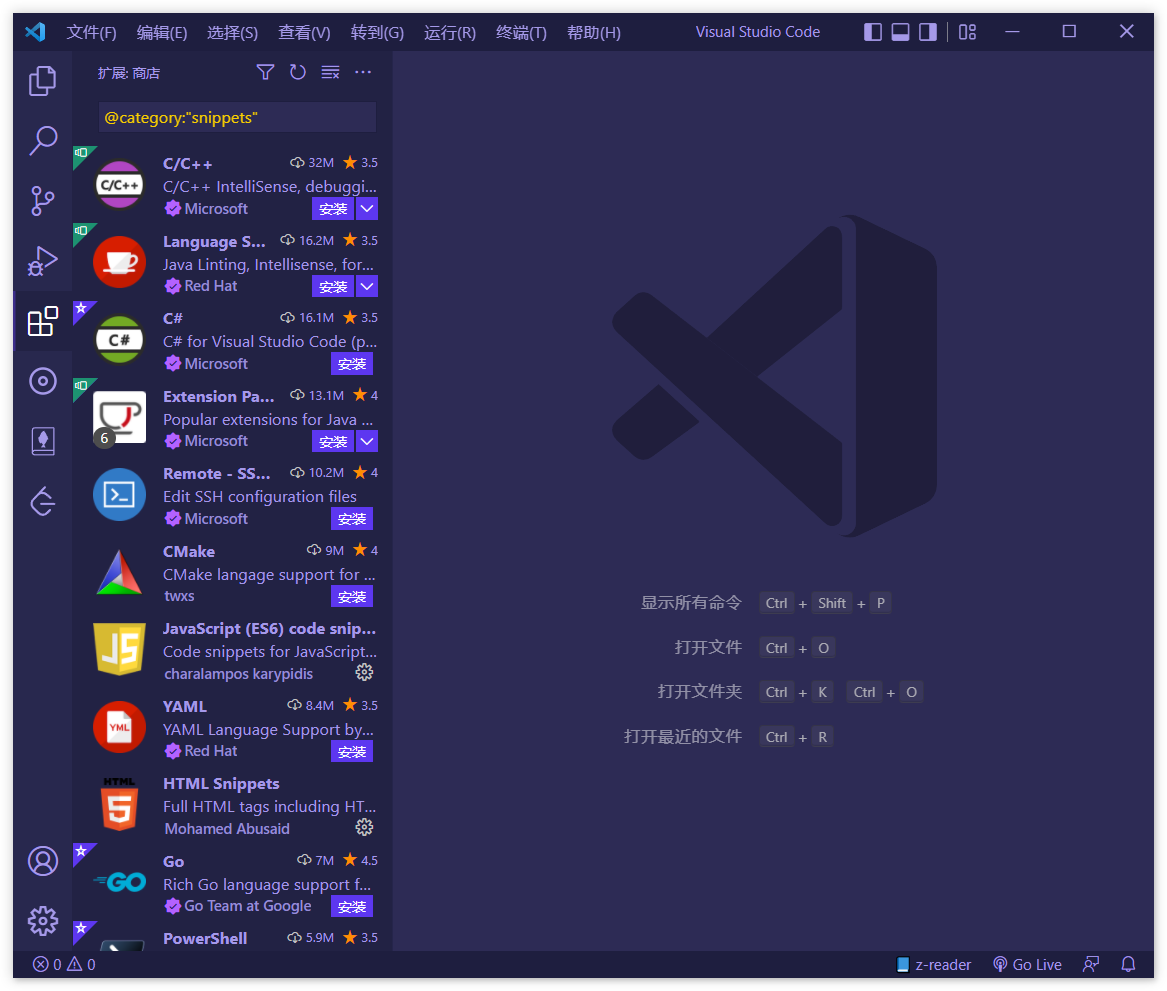 文件(F) 编辑(E) 选择(S) 查看(V) 转到(G) 运行(R) 终端(T) 帮助(H) Visual Studio Code
扩展: 商店
@category:"snippets"
C/C++ 32M 3.5
C/C++ IntelliSense, debuggi...
Microsoft 安装
Language S... 16.2M 3.5
Java Linting, Intellisense, for...
Red Hat 安装
C# 16.1M 3.5
C# for Visual Studio Code (p...
Microsoft 安装
Extension Pa... 13.1M 4
Popular extensions for Java ...
6 Microsoft 安装
Remote - SS... 10.2M 4
Edit SSH configuration files
Microsoft 安装
CMake 9M 4
CMake langage support for ...
twxs 安装
JavaScript (ES6) code snip...
Code snippets for JavaScript...
charalampos karypidis
YAML 8.4M 3.5
YAML Language Support by...
Red Hat 安装
HTML Snippets
Full HTML tags including HT...
Mohamed Abusaid
Go 7M 4.5
Rich Go language support f...
Go Team at Google 安装
PowerShell 5.9M 3.5
C/C++
C#
JS
YML
HTML
5
GO
显示所有命令 Ctrl + Shift + P
打开文件 Ctrl + O
打开文件夹 Ctrl + K Ctrl + O
打开最近的文件 Ctrl + R
0 0 z-reader Go Live